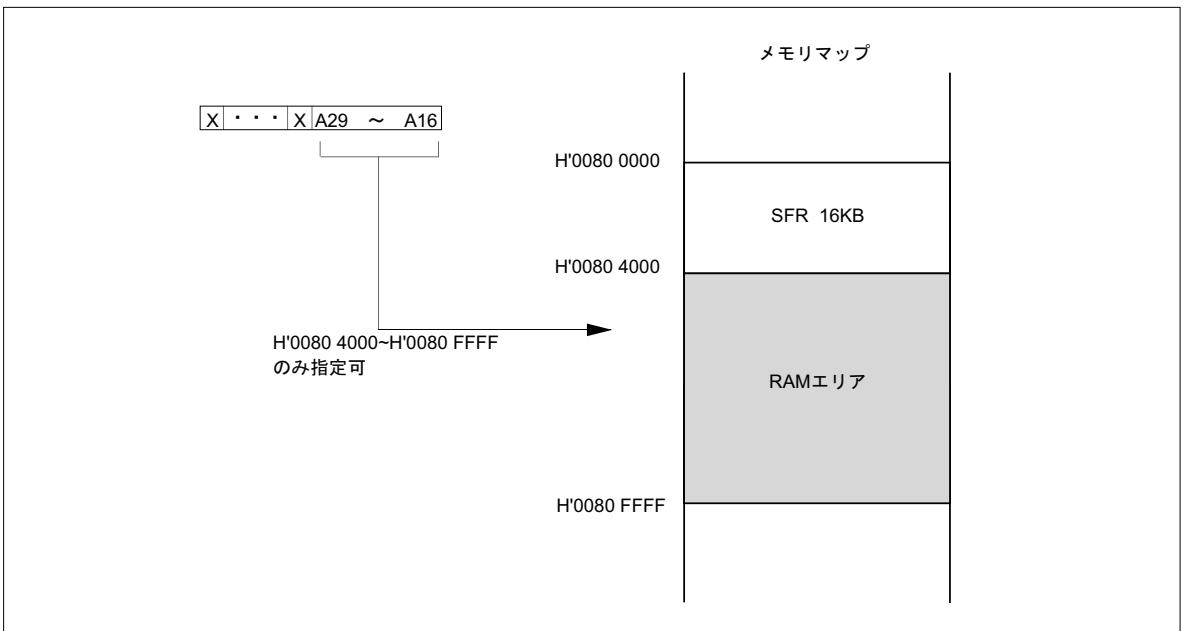 メモリマップ
X ・・・ X A29 ～ A16
H'0080 0000
SFR 16KB
H'0080 4000
H'0080 4000~H'0080 FFFF
のみ指定可
RAMエリア
H'0080 FFFF